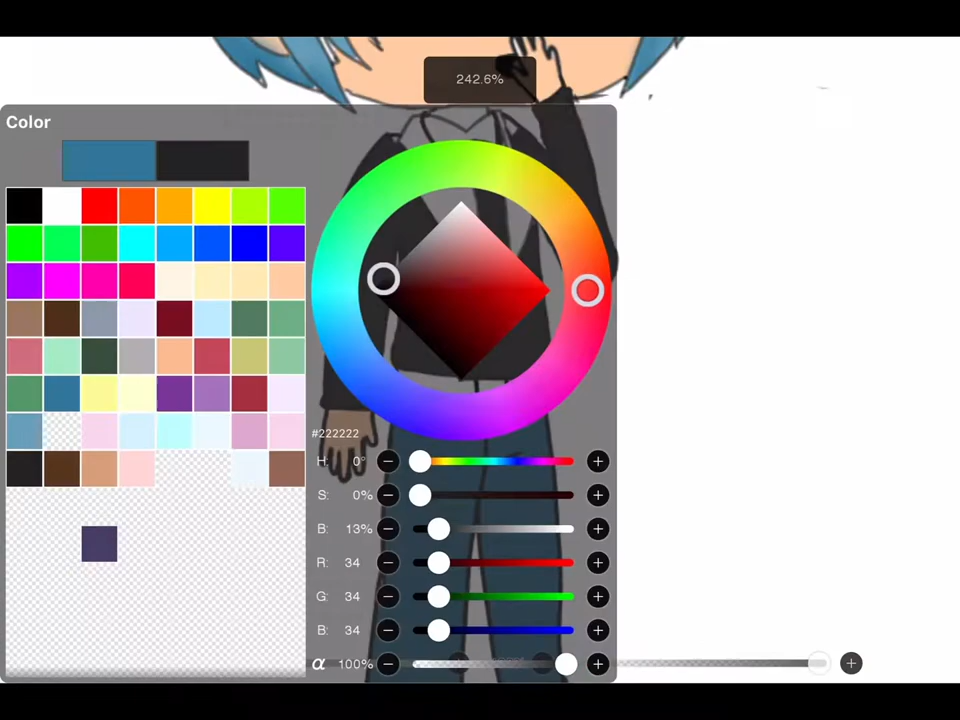 242.6%
Color
#222222
H: 0°
S: 0%
B: 13%
R: 34
G: 34
B: 34
α 100%